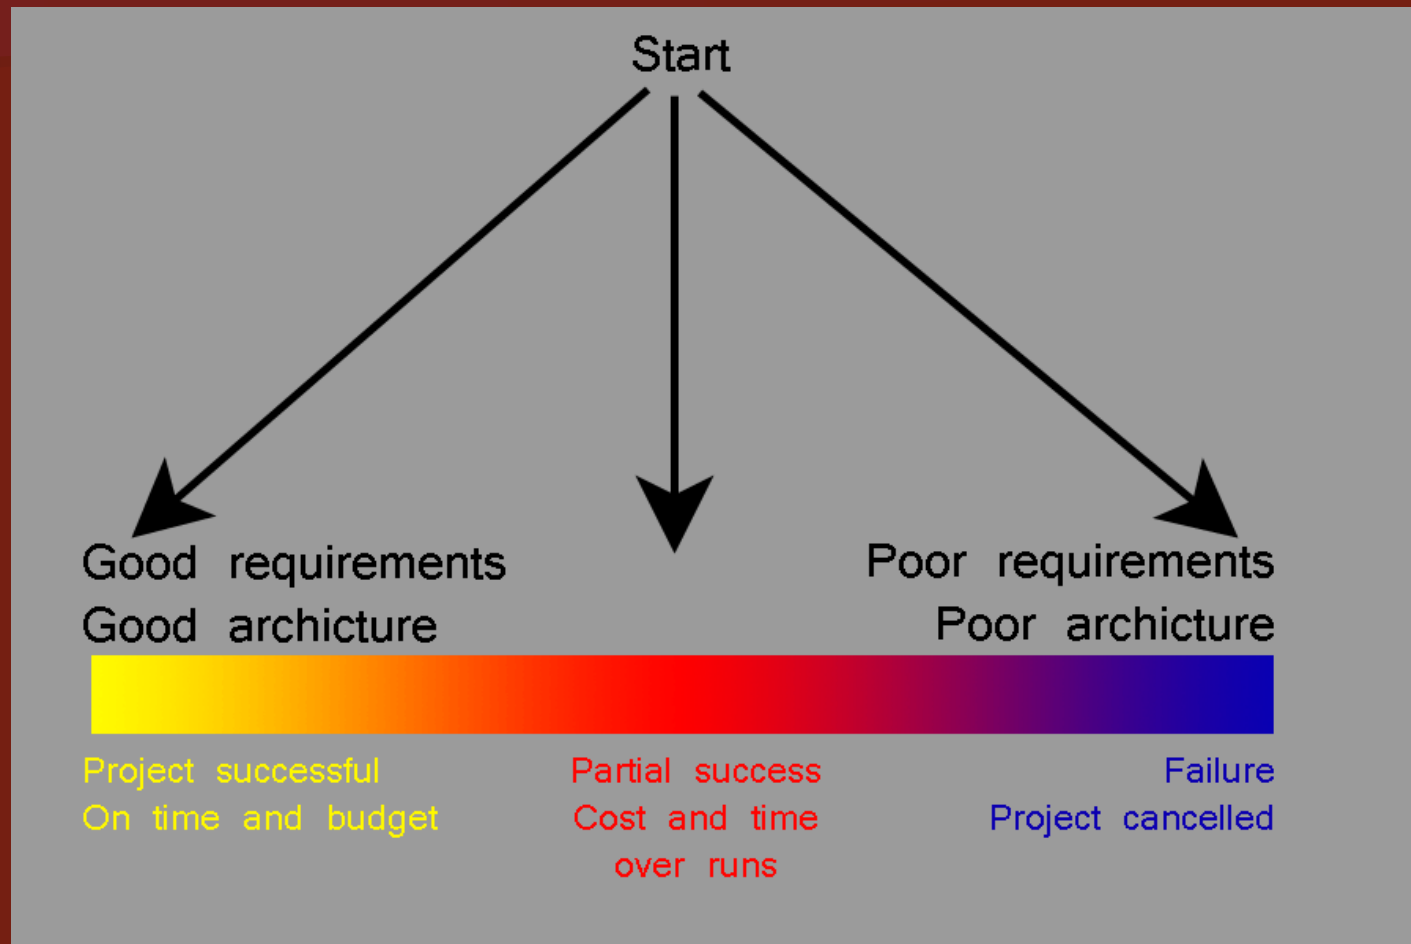 Start
Good requirements
Good archicture
Poor requirements
Poor archicture
Project successful
On time and budget
Partial success
Cost and time
over runs
Failure
Project cancelled